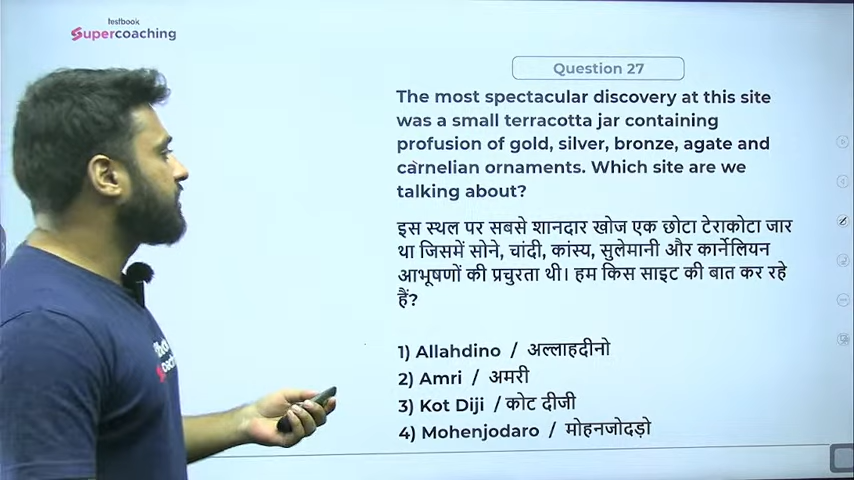 testbook
Supercoaching
Question 27
The most spectacular discovery at this site
was a small terracotta jar containing
profusion of gold, silver, bronze, agate and
carnelian ornaments. Which site are we
talking about?
इस स्थल पर सबसे शानदार खोज एक छोटा टेराकोटा जार
था जिसमें सोने, चांदी, कांस्य, सुलेमानी और कार्नेलियन
आभूषणों की प्रचुरता थी। हम किस साइट की बात कर रहे
हैं?
1) Allahdino / अल्लाहदीनो
2) Amri / अमरी
3) Kot Diji / कोट दीजी
4) Mohenjodaro / मोहनजोदड़ो